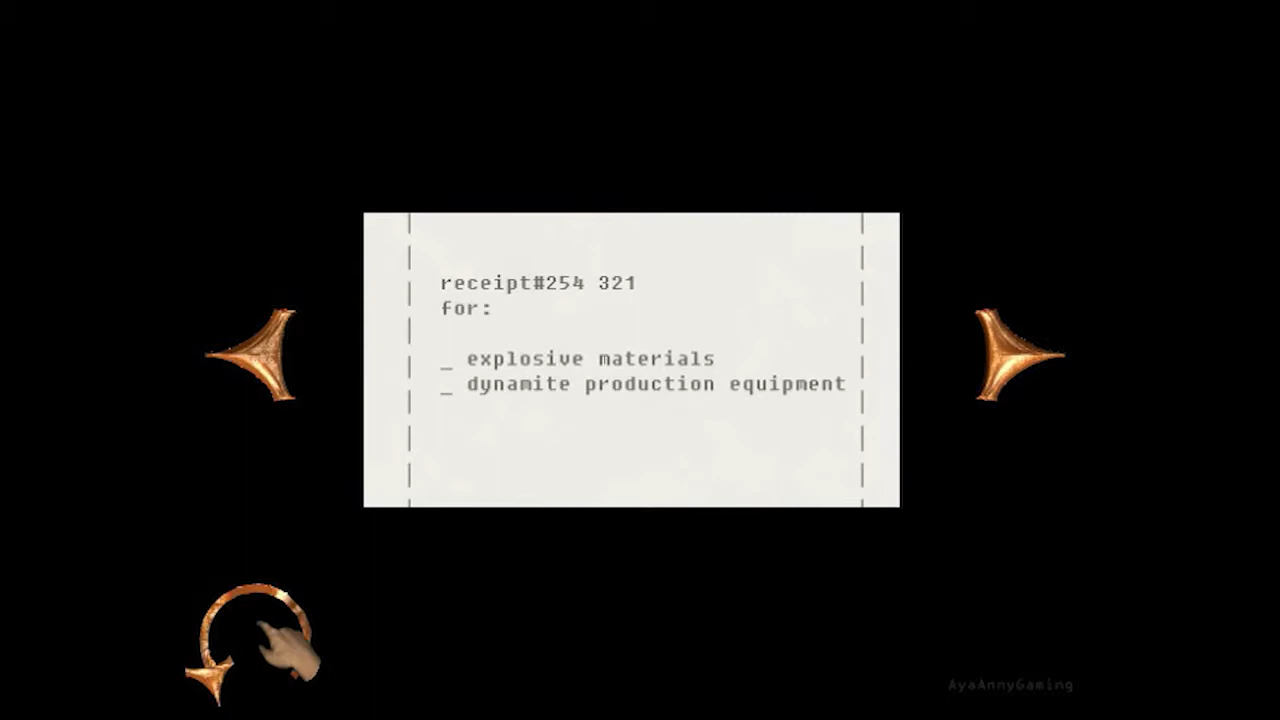 receipt#254 321
for:
_ explosive materials
_ dynamite production equipment
AyaAnnyGaming